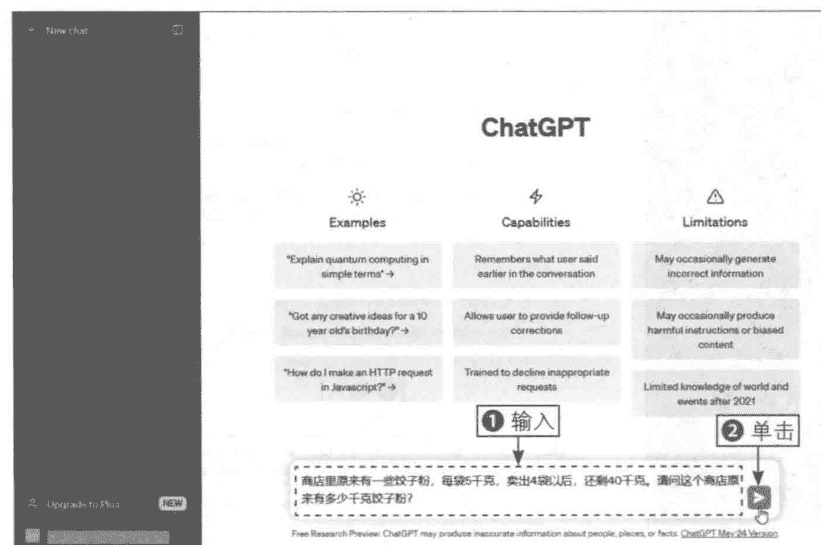 New chat
ChatGPT
Examples
Capabilities
Limitations
"Explain quantum computing in
simple terms" →
Remembers what user said
earlier in the conversation
May occasionally generate
incorrect information
"Got any creative ideas for a 10
year old's birthday?" →
Allows user to provide follow-up
corrections
May occasionally produce
harmful instructions or biased
content
"How do I make an HTTP request
in Javascript?" →
Trained to decline inappropriate
requests
Limited knowledge of world and
events after 2021
❶ 输入
❷ 单击
商店里原来有一些饺子粉，每袋5千克，卖出4袋以后，还剩40千克。请问这个商店原
来有多少千克饺子粉？
Upgrade to Plus NEW
Free Research Preview. ChatGPT may produce inaccurate information about people, places, or facts. ChatGPT May 24 Version